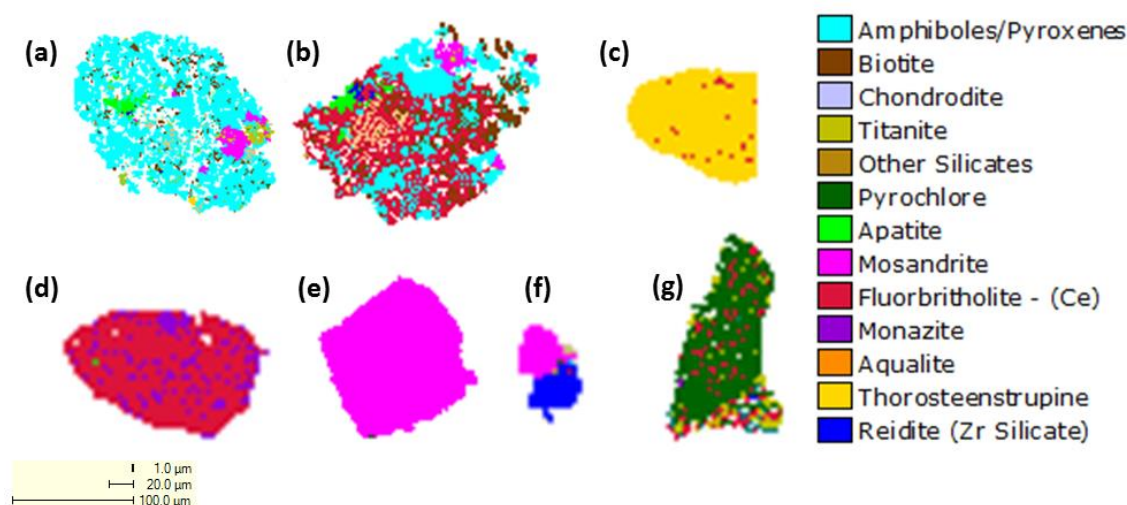 (a)
(b)
(c)
(d)
(e)
(f)
(g)
Amphiboles/Pyroxenes
Biotite
Chondrodite
Titanite
Other Silicates
Pyrochlore
Apatite
Mosandrite
Fluorbritholite - (Ce)
Monazite
Aqualite
Thorosteenstrupine
Reidite (Zr Silicate)
1.0 µm
20.0 µm
100.0 µm